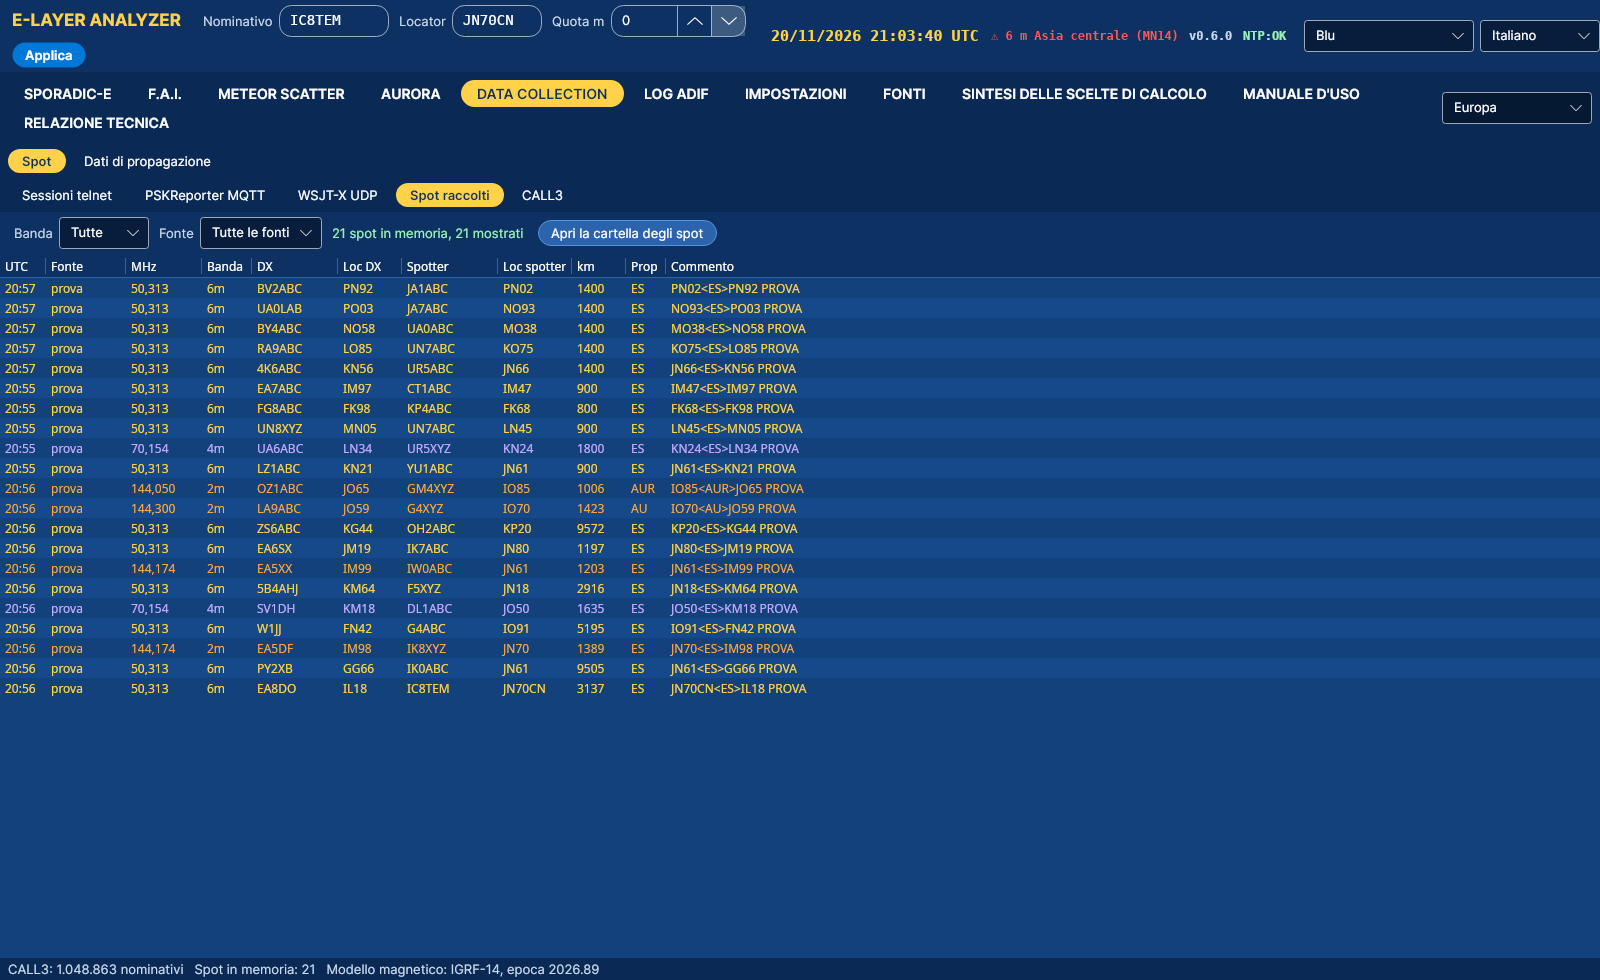 E-LAYER ANALYZER Nominativo IC8TEM Locator JN70CN Quota m 0
20/11/2026 21:03:40 UTC ⚠ 6 m Asia centrale (MN14) v0.6.0 NTP:OK Blu Italiano
Applica
SPORADIC-E F.A.I. METEOR SCATTER AURORA DATA COLLECTION LOG ADIF IMPOSTAZIONI FONTI SINTESI DELLE SCELTE DI CALCOLO MANUALE D'USO
RELAZIONE TECNICA
Europa
Spot Dati di propagazione
Sessioni telnet PSKReporter MQTT WSJT-X UDP Spot raccolti CALL3
Banda Tutte Fonte Tutte le fonti 21 spot in memoria, 21 mostrati Apri la cartella degli spot
UTC Fonte MHz Banda DX Loc DX Spotter Loc spotter km Prop Commento
20:57 prova 50,313 6m BV2ABC PN92 JA1ABC PN02 1400 ES PN02<ES>PN92 PROVA
20:57 prova 50,313 6m UA0LAB PO03 JA7ABC NO93 1400 ES NO93<ES>PO03 PROVA
20:57 prova 50,313 6m BY4ABC NO58 UA0ABC MO38 1400 ES MO38<ES>NO58 PROVA
20:57 prova 50,313 6m RA9ABC LO85 UN7ABC KO75 1400 ES KO75<ES>LO85 PROVA
20:57 prova 50,313 6m 4K6ABC KN56 UR5ABC JN66 1400 ES JN66<ES>KN56 PROVA
20:55 prova 50,313 6m EA7ABC IM97 CT1ABC IM47 900 ES IM47<ES>IM97 PROVA
20:55 prova 50,313 6m FG8ABC FK98 KP4ABC FK68 800 ES FK68<ES>FK98 PROVA
20:55 prova 50,313 6m UN8XYZ MN05 UN7ABC LN45 900 ES LN45<ES>MN05 PROVA
20:55 prova 70,154 4m UA6ABC LN34 UR5XYZ KN24 1800 ES KN24<ES>LN34 PROVA
20:55 prova 50,313 6m LZ1ABC KN21 YU1ABC JN61 900 ES JN61<ES>KN21 PROVA
20:56 prova 144,050 2m OZ1ABC JO65 GM4XYZ IO85 1006 AUR IO85<AUR>JO65 PROVA
20:56 prova 144,300 2m LA9ABC JO59 G4XYZ IO70 1423 AU IO70<AU>JO59 PROVA
20:56 prova 50,313 6m ZS6ABC KG44 OH2ABC KP20 9572 ES KP20<ES>KG44 PROVA
20:56 prova 50,313 6m EA6SX JM19 IK7ABC JN80 1197 ES JN80<ES>JM19 PROVA
20:56 prova 144,174 2m EA5XX IM99 IW0ABC JN61 1203 ES JN61<ES>IM99 PROVA
20:56 prova 50,313 6m 5B4AHJ KM64 F5XYZ JN18 2916 ES JN18<ES>KM64 PROVA
20:56 prova 70,154 4m SV1DH KM18 DL1ABC JO50 1635 ES JO50<ES>KM18 PROVA
20:56 prova 50,313 6m W1JJ FN42 G4ABC IO91 5195 ES IO91<ES>FN42 PROVA
20:56 prova 144,174 2m EA5DF IM98 IK8XYZ JN70 1389 ES JN70<ES>IM98 PROVA
20:56 prova 50,313 6m PY2XB GG66 IK0ABC JN61 9505 ES JN61<ES>GG66 PROVA
20:56 prova 50,313 6m EA8DO IL18 IC8TEM JN70CN 3137 ES JN70CN<ES>IL18 PROVA
CALL3: 1.048.863 nominativi Spot in memoria: 21 Modello magnetico: IGRF-14, epoca 2026.89